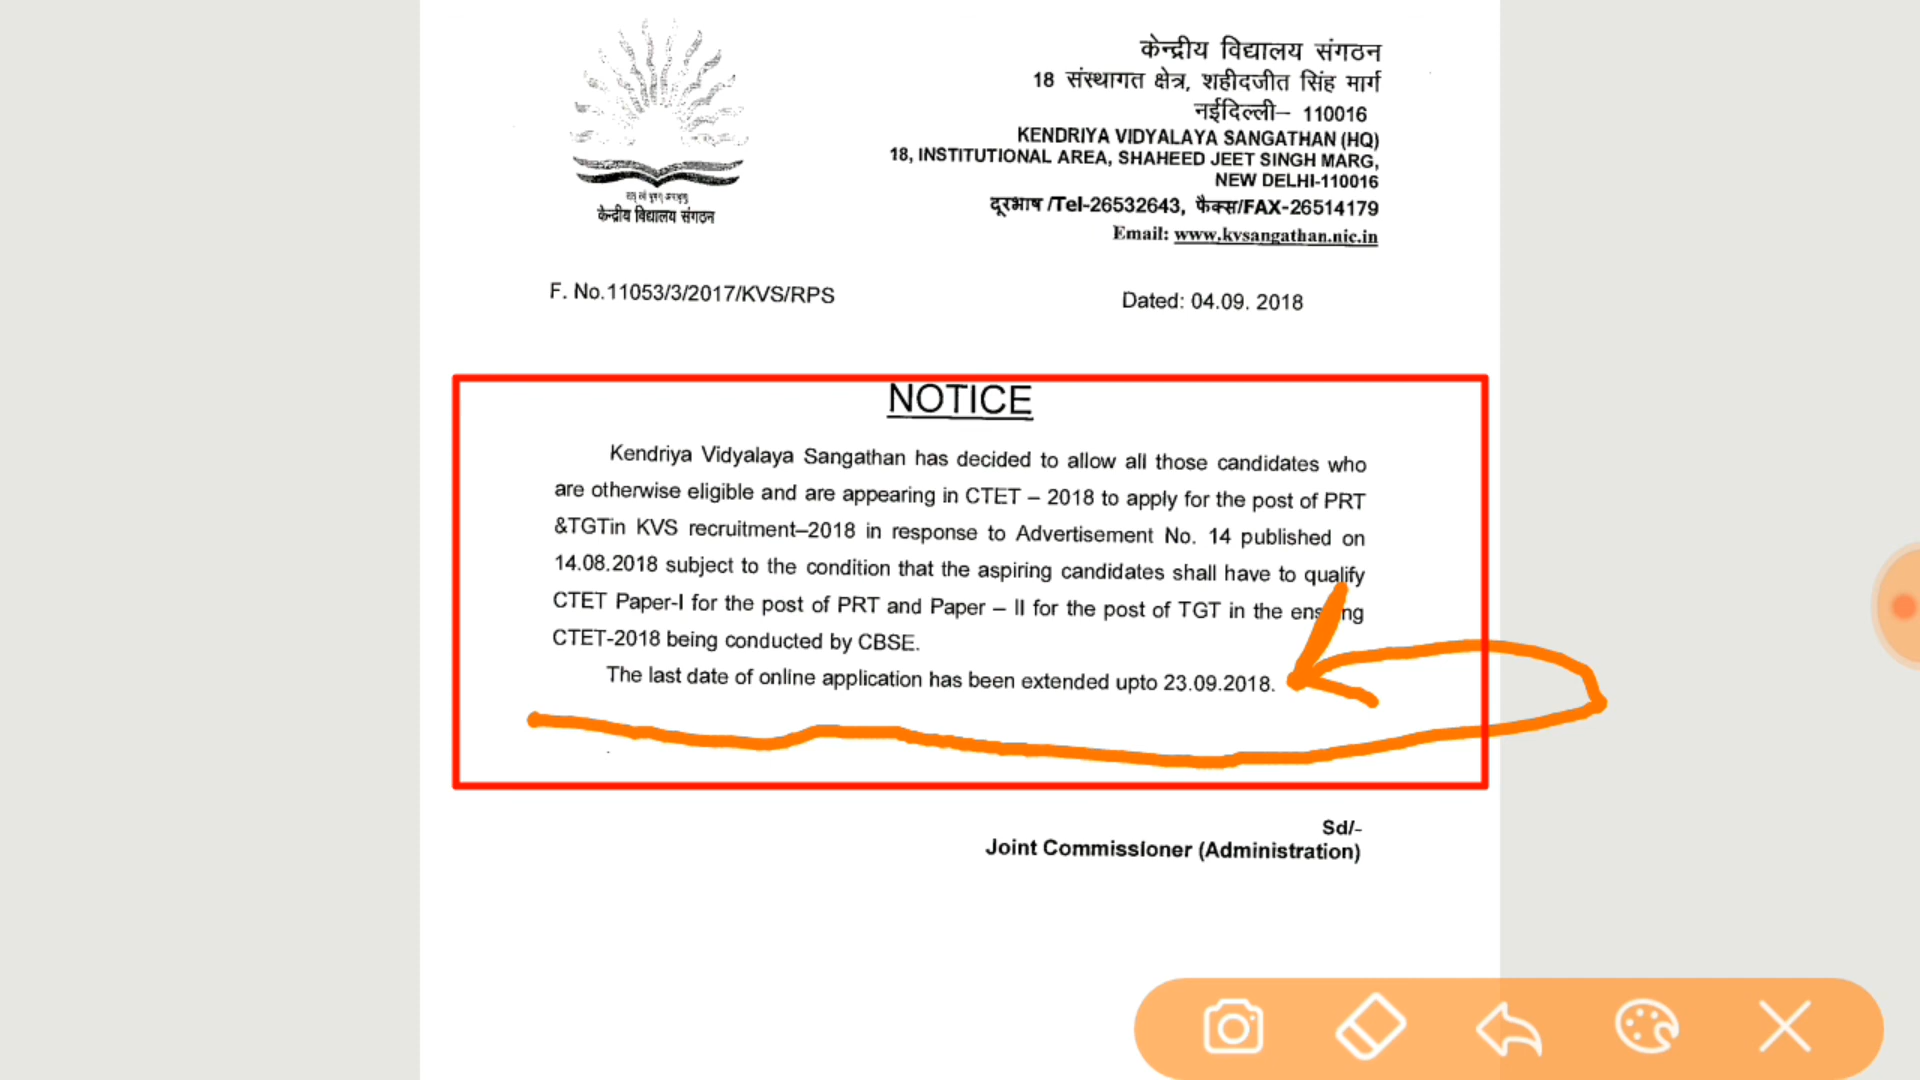 केन्द्रीय विद्यालय संगठन
18 संस्थागत क्षेत्र, शहीदजीत सिंह मार्ग
नईदिल्ली– 110016
KENDRIYA VIDYALAYA SANGATHAN (HQ)
18, INSTITUTIONAL AREA, SHAHEED JEET SINGH MARG,
NEW DELHI-110016
दूरभाष /Tel-26532643, फैक्स/FAX-26514179
Email: www.kvsangathan.nic.in
केन्द्रीय विद्यालय संगठन
F. No.11053/3/2017/KVS/RPS
Dated: 04.09. 2018
NOTICE
Kendriya Vidyalaya Sangathan has decided to allow all those candidates who
are otherwise eligible and are appearing in CTET – 2018 to apply for the post of PRT
&TGTin KVS recruitment–2018 in response to Advertisement No. 14 published on
14.08.2018 subject to the condition that the aspiring candidates shall have to qualify
CTET Paper-I for the post of PRT and Paper – II for the post of TGT in the
CTET-2018 being conducted by CBSE.
The last date of online application has been extended upto 23.09.2018.
Sd/-
Joint Commissioner (Administration)